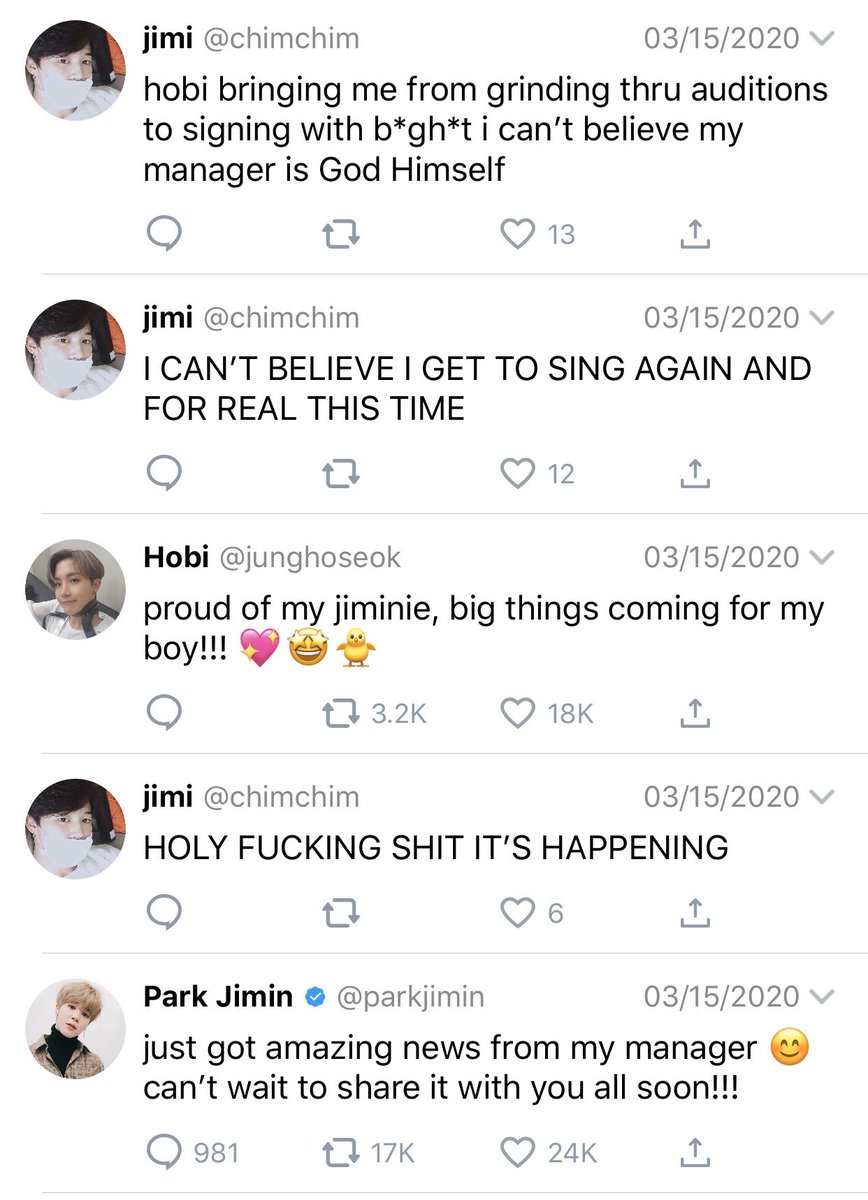 jimi @chimchim 03/15/2020
hobi bringing me from grinding thru auditions
to signing with b*gh*t i can’t believe my
manager is God Himself
13
jimi @chimchim 03/15/2020
I CAN’T BELIEVE I GET TO SING AGAIN AND
FOR REAL THIS TIME
12
Hobi @junghoseok 03/15/2020
proud of my jiminie, big things coming for my
boy!!! 💖🤩🐥
3.2K 18K
jimi @chimchim 03/15/2020
HOLY FUCKING SHIT IT’S HAPPENING
6
Park Jimin @parkjimin 03/15/2020
just got amazing news from my manager 😊
can’t wait to share it with you all soon!!!
981 17K 24K